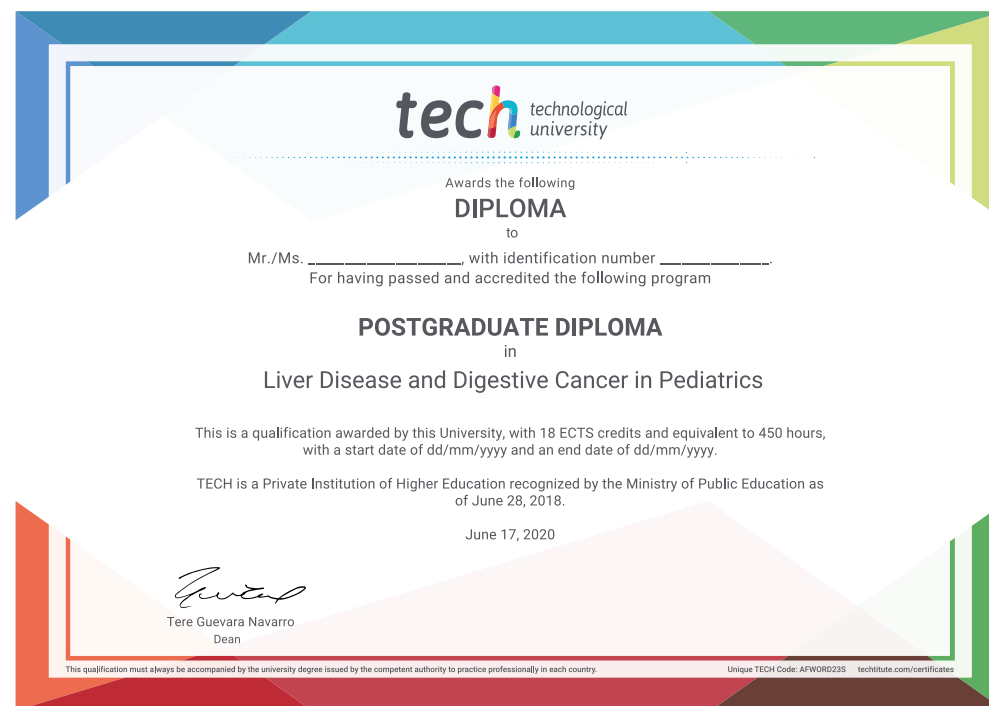 tech technological
university
Awards the following
DIPLOMA
to
Mr./Ms. ____________________, with identification number ______________.
For having passed and accredited the following program
POSTGRADUATE DIPLOMA
in
Liver Disease and Digestive Cancer in Pediatrics
This is a qualification awarded by this University, with 18 ECTS credits and equivalent to 450 hours,
with a start date of dd/mm/yyyy and an end date of dd/mm/yyyy.
TECH is a Private Institution of Higher Education recognized by the Ministry of Public Education as
of June 28, 2018.
June 17, 2020
Tere Guevara Navarro
Dean
This qualification must always be accompanied by the university degree issued by the competent authority to practice professionally in each country. Unique TECH Code: AFWORD23S techtitute.com/certificates